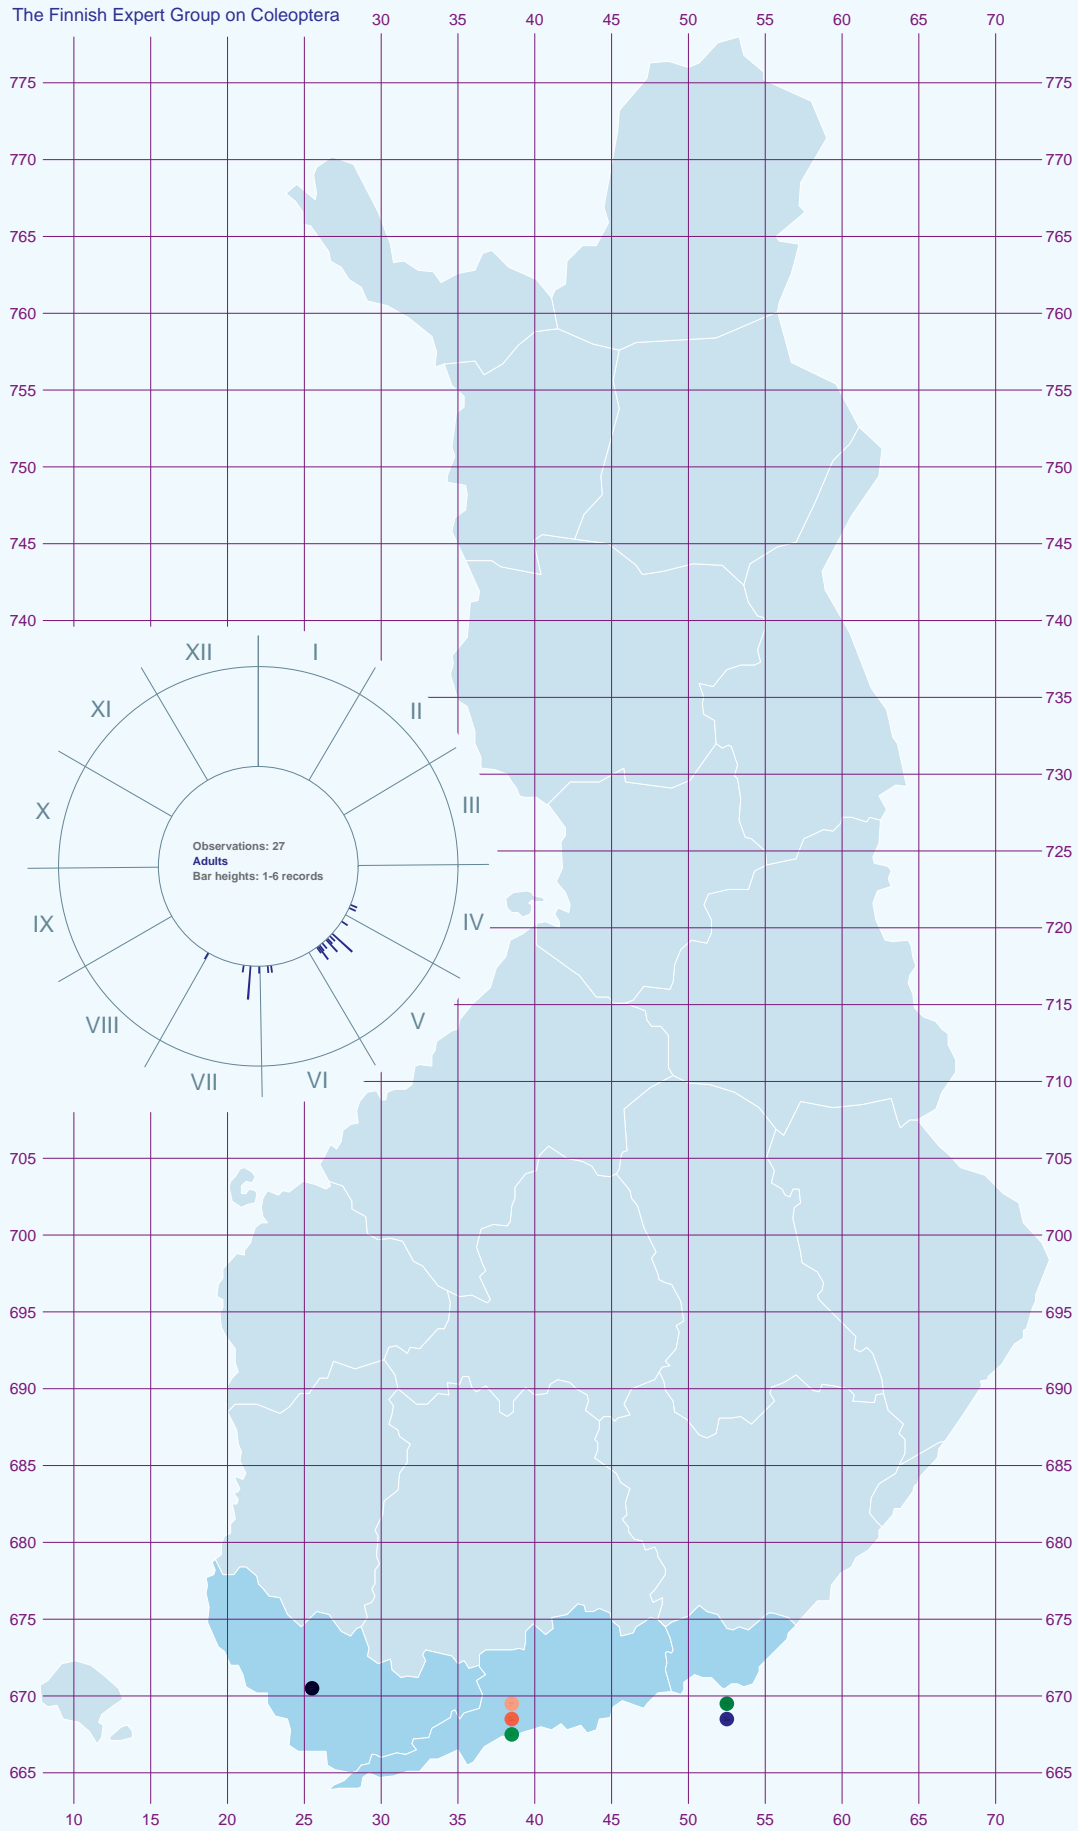 The Finnish Expert Group on Coleoptera
30 35 40 45 50 55 60 65 70
775 775
770 770
765 765
760 760
755 755
750 750
745 745
740 740
XII I
XI II
735
730
X III
725
Observations: 27
Adults
Bar heights: 1-6 records
IX IV
720
715
VIII V
VII VI
710
705 705
700 700
695 695
690 690
685 685
680 680
675 675
670 670
665 665
10 15 20 25 30 35 40 45 50 55 60 65 70